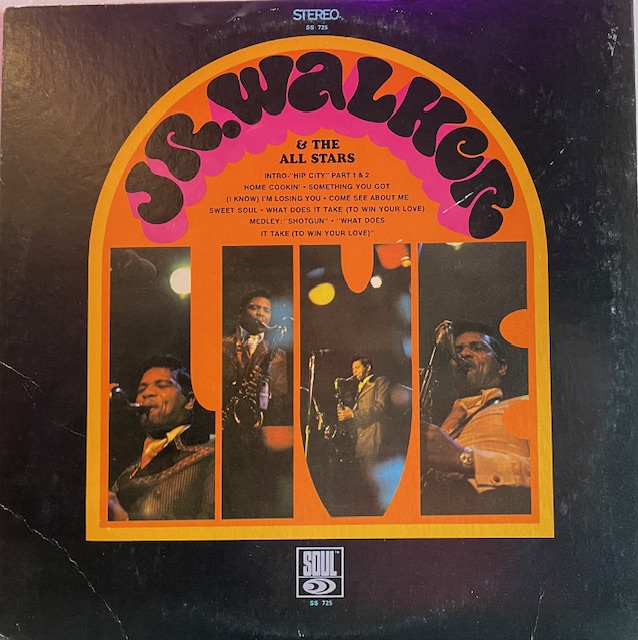 STEREO
SS 725
JR. WALKER
& THE
ALL STARS
INTRO-"HIP CITY" PART 1 & 2
HOME COOKIN' • SOMETHING YOU GOT
(I KNOW) I'M LOSING YOU • COME SEE ABOUT ME
SWEET SOUL • WHAT DOES IT TAKE (TO WIN YOUR LOVE)
MEDLEY: "SHOTGUN" • "WHAT DOES
IT TAKE (TO WIN YOUR LOVE)"
LIVE
SOUL
SS 725